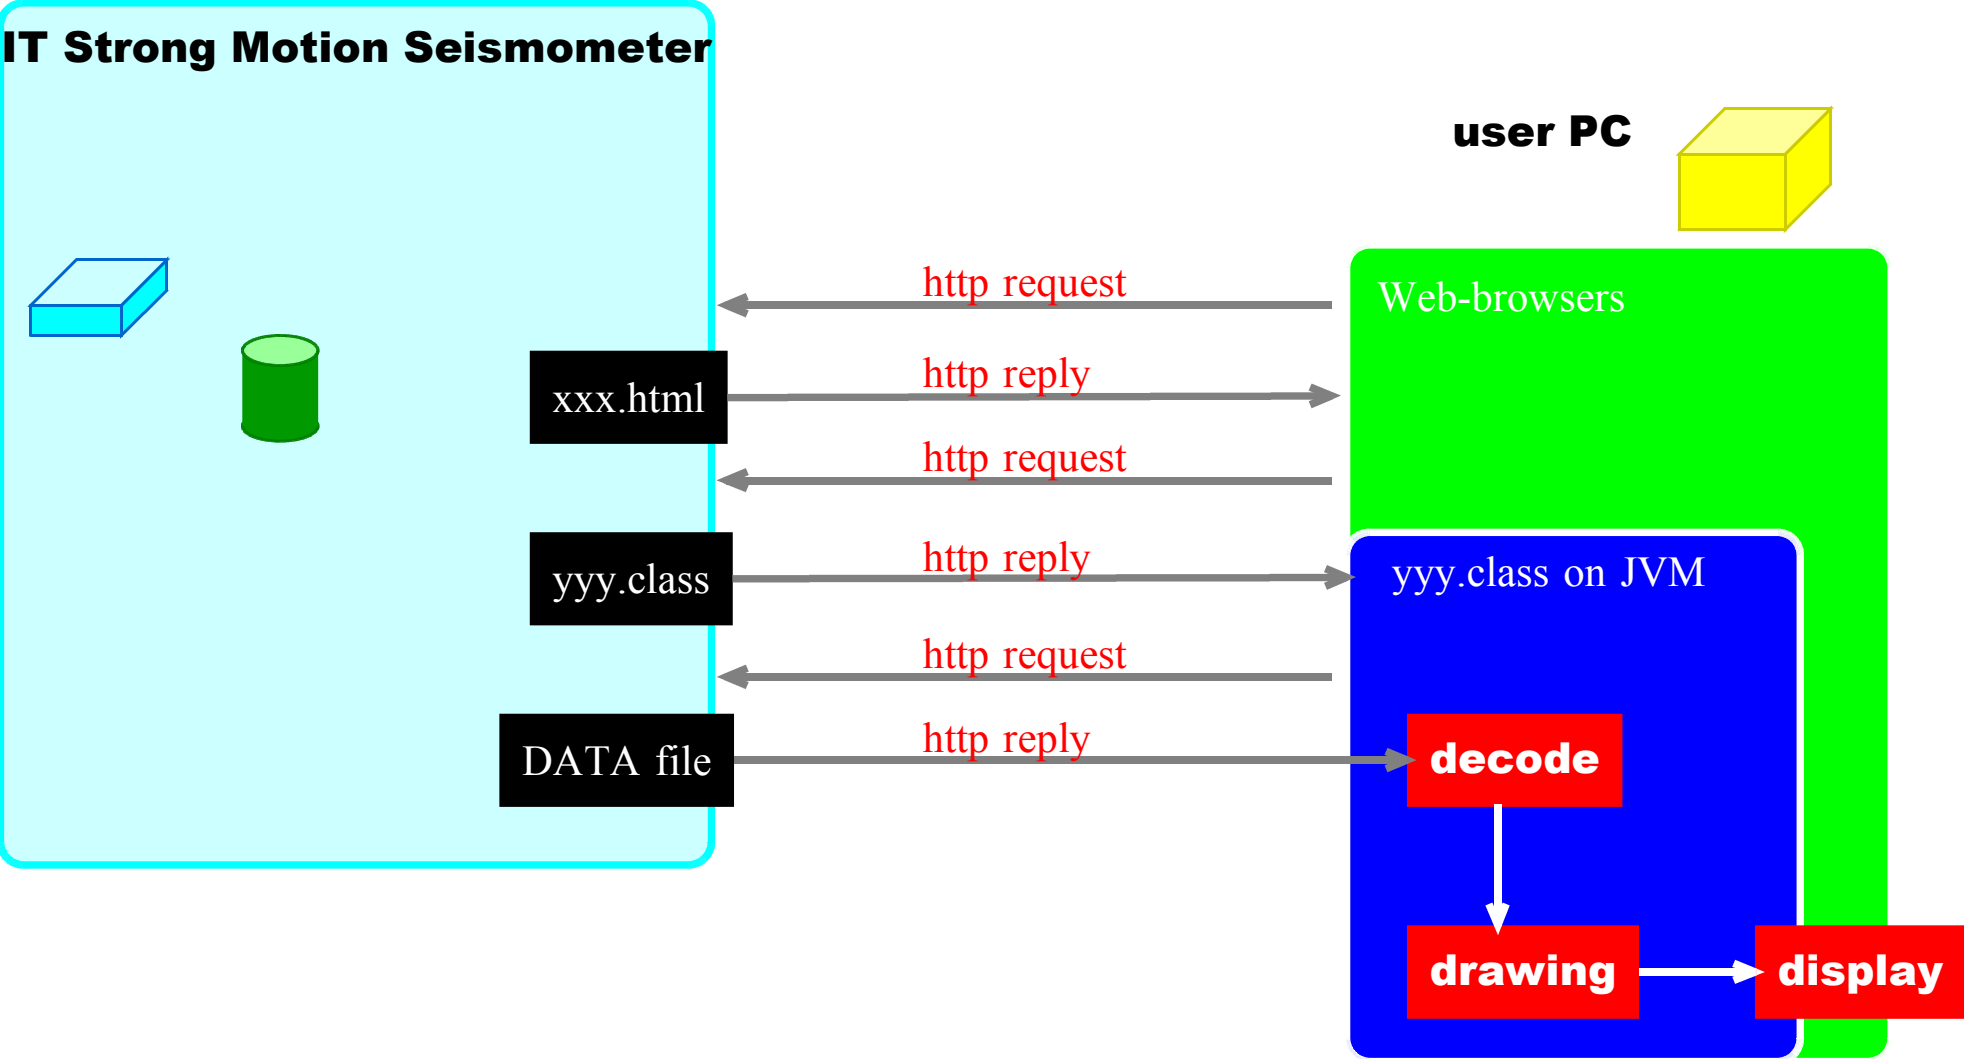 IT Strong Motion Seismometer
user PC
http request
Web-browsers
http reply
xxx.html
http request
http reply
yyy.class
yyy.class on JVM
http request
http reply
DATA file
decode
drawing
display